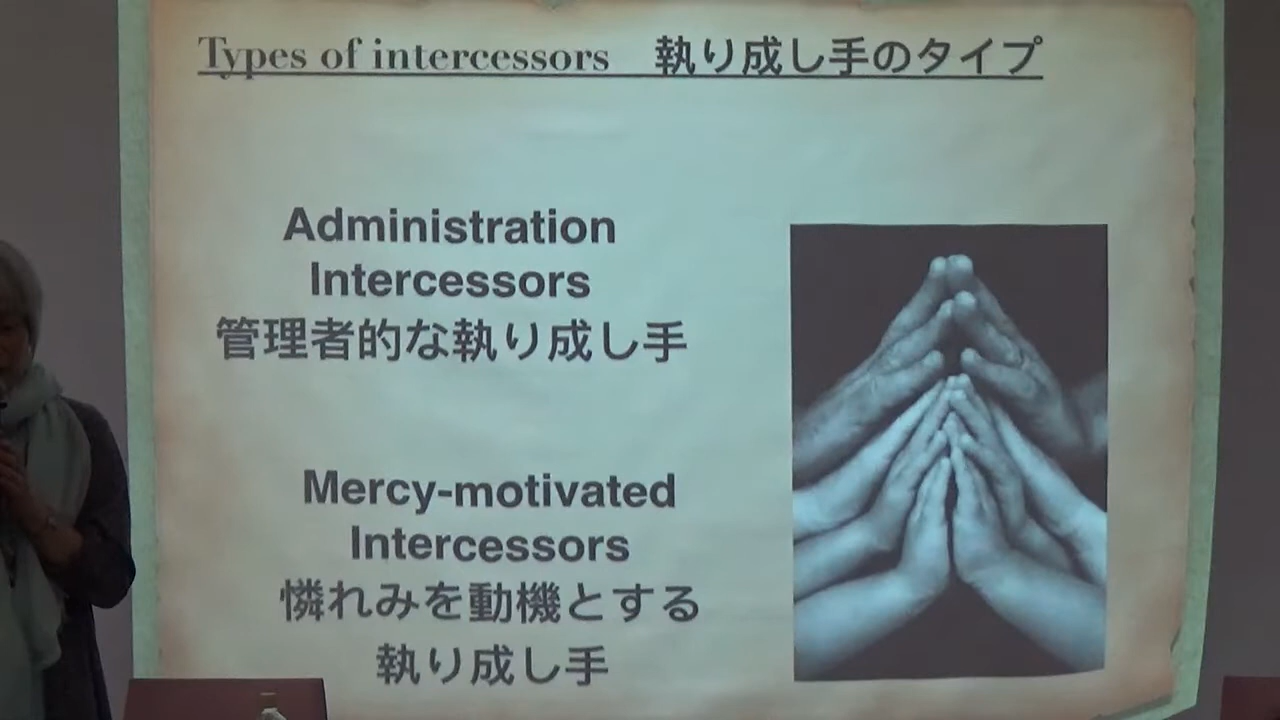 Types of intercessors 執り成し手のタイプ
Administration
Intercessors
管理者的な執り成し手
Mercy-motivated
Intercessors
憐れみを動機とする
執り成し手